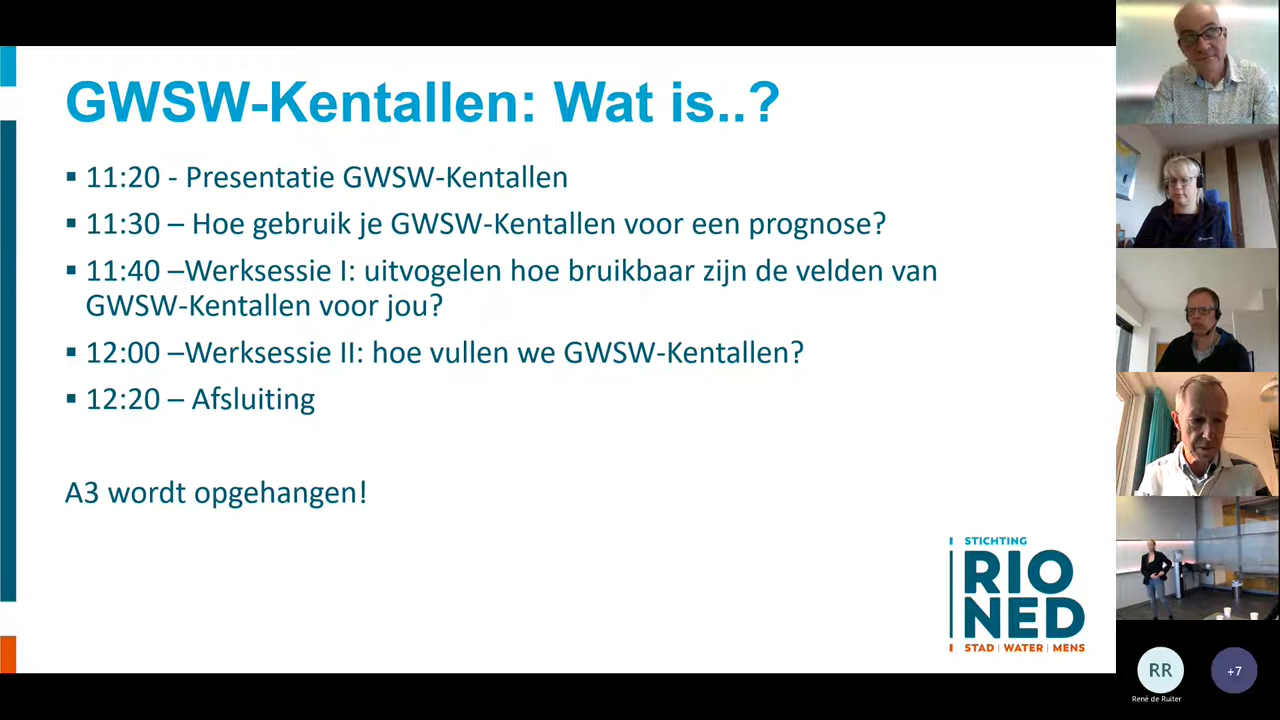 GWSW-Kentallen: Wat is..?
▪ 11:20 - Presentatie GWSW-Kentallen
▪ 11:30 – Hoe gebruik je GWSW-Kentallen voor een prognose?
▪ 11:40 –Werksessie I: uitvogelen hoe bruikbaar zijn de velden van
GWSW-Kentallen voor jou?
▪ 12:00 –Werksessie II: hoe vullen we GWSW-Kentallen?
▪ 12:20 – Afsluiting
A3 wordt opgehangen!
STICHTING
RIO
NED
STAD | WATER | MENS
RR
René de Ruiter
+7